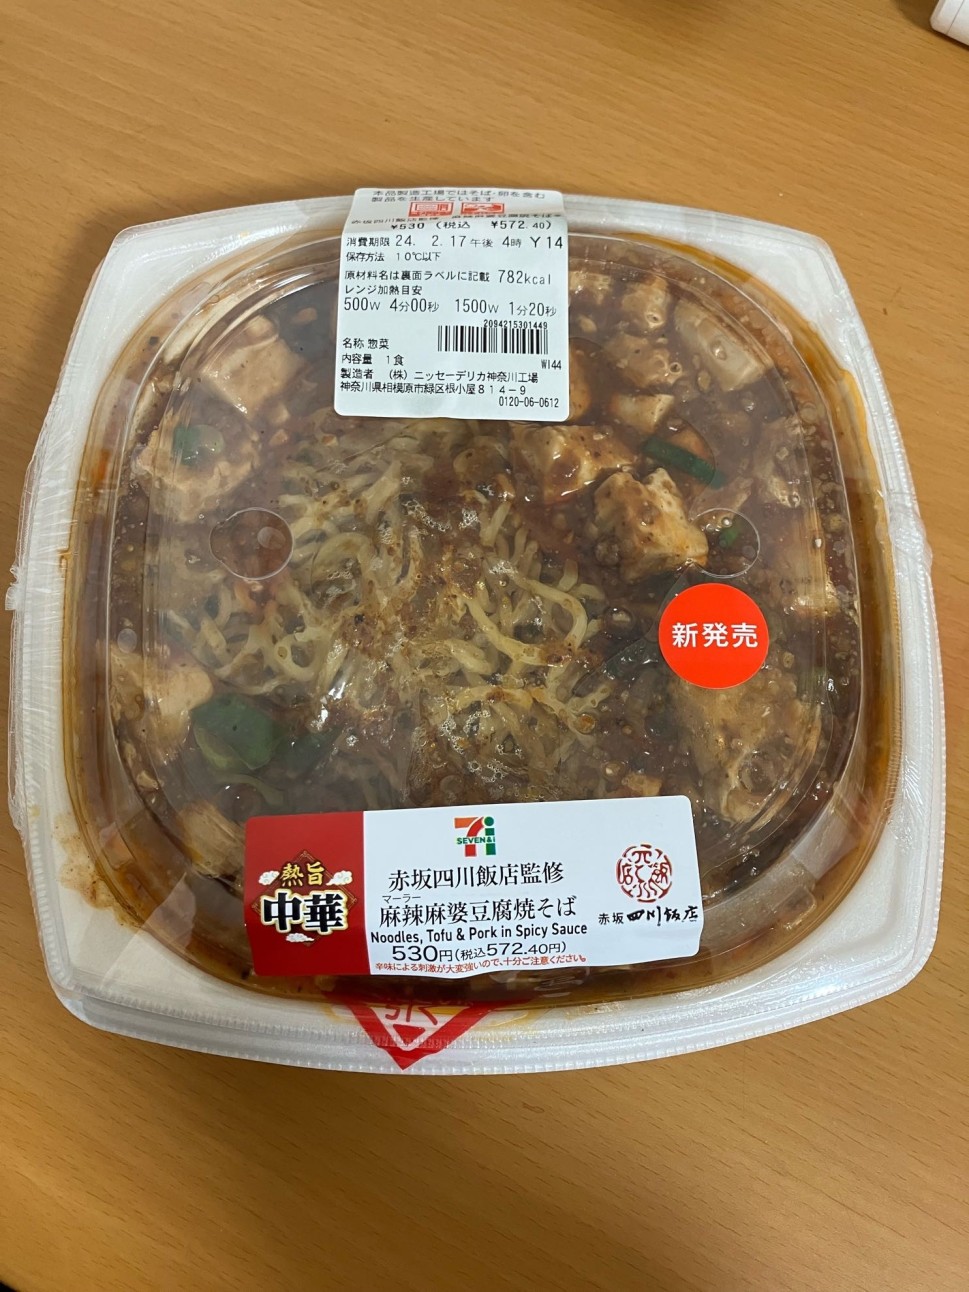 本品製造工場ではそば・卵を含む
製品を生産しています
¥530 (税込 ¥572.40)
消費期限 24. 2.17午後 4時 Y14
保存方法 10℃以下
原材料名は裏面ラベルに記載 782kcal
レンジ加熱目安
500W 4分00秒 1500W 1分20秒
2094215301449
名称 惣菜
内容量 1食
WI44
製造者 (株)ニッセーデリカ神奈川工場
神奈川県相模原市緑区根小屋814-9
0120-06-0612
新発売
SEVEN&i
熱旨
中華
赤坂四川飯店監修
マーラー
麻辣麻婆豆腐焼そば
Noodles, Tofu & Pork in Spicy Sauce
530円(税込572.40円)
辛味による刺激が大変強いので、十分ご注意ください。
赤坂 四川飯店